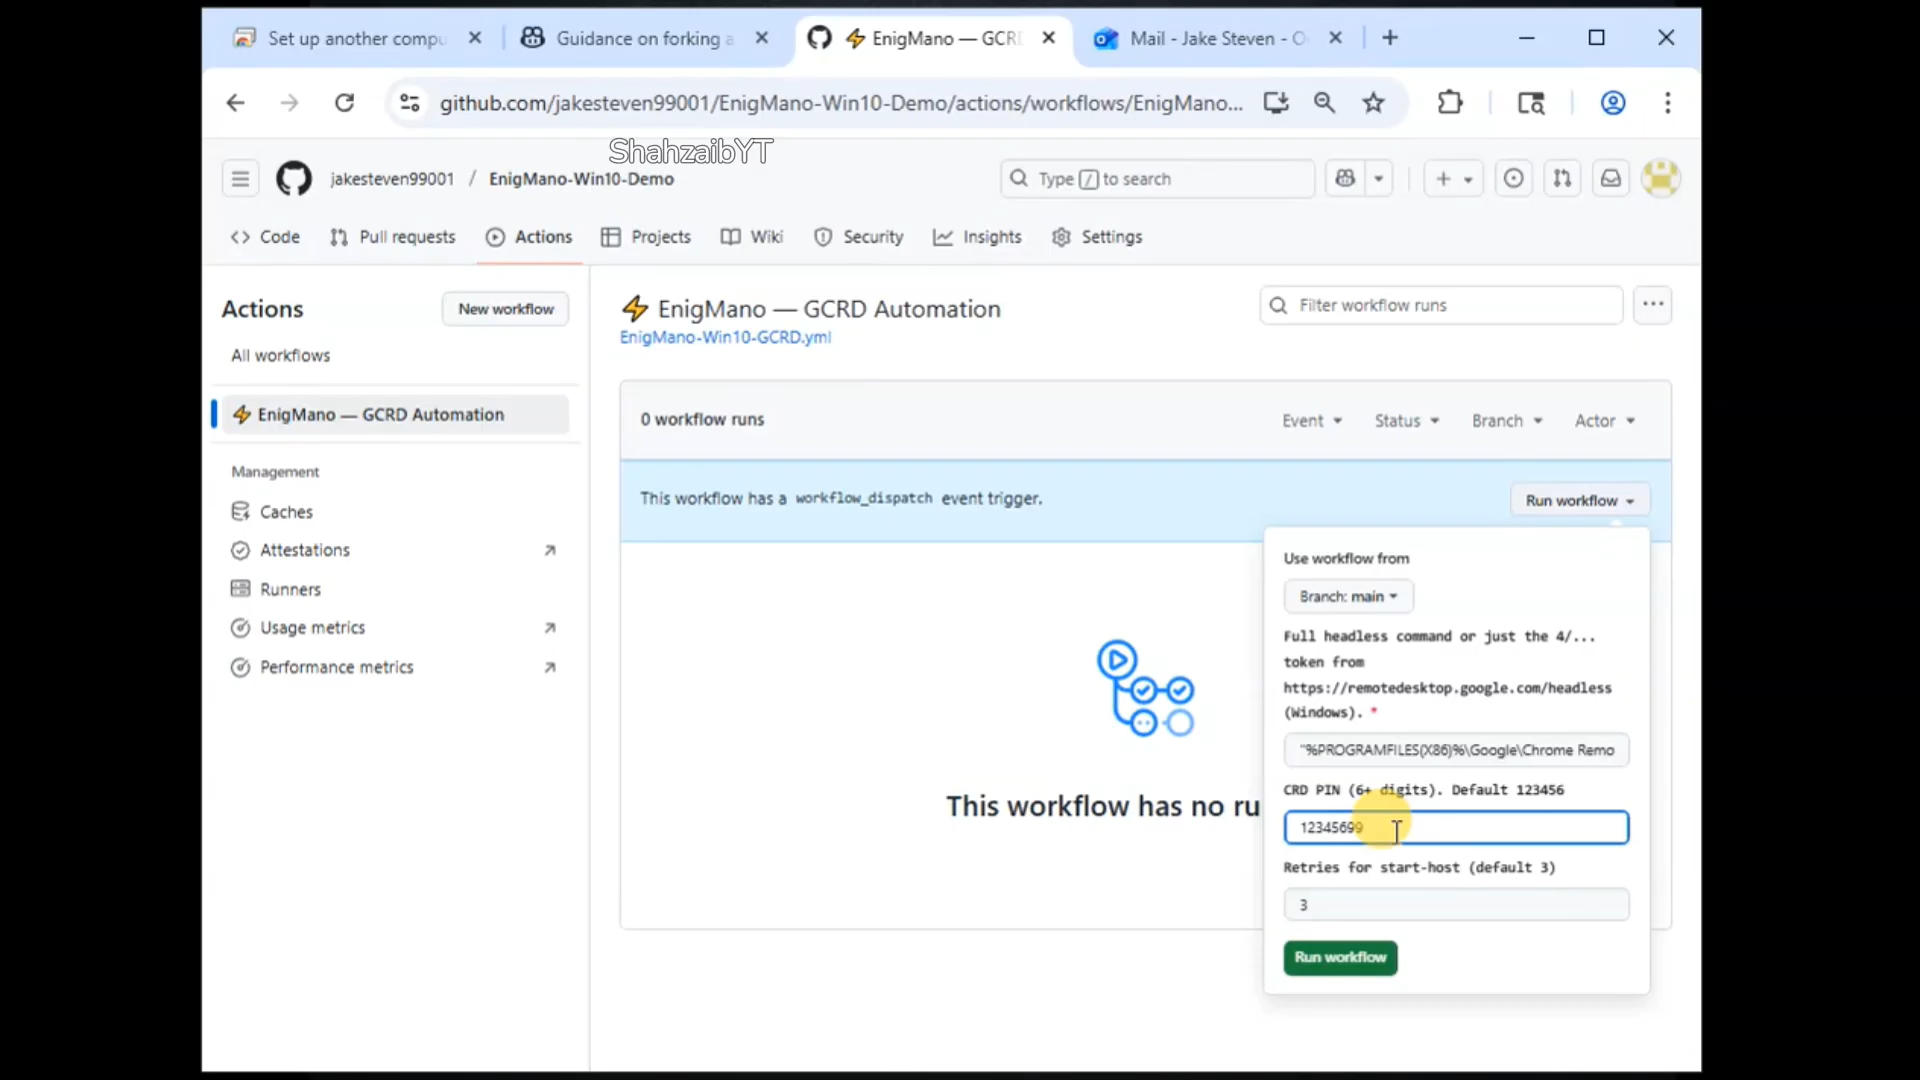 Set up another compu
Guidance on forking a
EnigMano — GCR
Mail - Jake Steven - O
github.com/jakesteven99001/EnigMano-Win10-Demo/actions/workflows/EnigMano...
ShahzaibYT
jakesteven99001 / EnigMano-Win10-Demo
Type / to search
Code
Pull requests
Actions
Projects
Wiki
Security
Insights
Settings
Actions
New workflow
All workflows
EnigMano — GCRD Automation
Management
Caches
Attestations
Runners
Usage metrics
Performance metrics
EnigMano — GCRD Automation
EnigMano-Win10-GCRD.yml
Filter workflow runs
0 workflow runs
Event
Status
Branch
Actor
This workflow has a workflow_dispatch event trigger.
Run workflow
This workflow has no ru
Use workflow from
Branch: main
Full headless command or just the 4/...
token from
https://remotedesktop.google.com/headless
(Windows). *
"%PROGRAMFILES(X86)%\Google\Chrome Remo
CRD PIN (6+ digits). Default 123456
12345699
Retries for start-host (default 3)
3
Run workflow